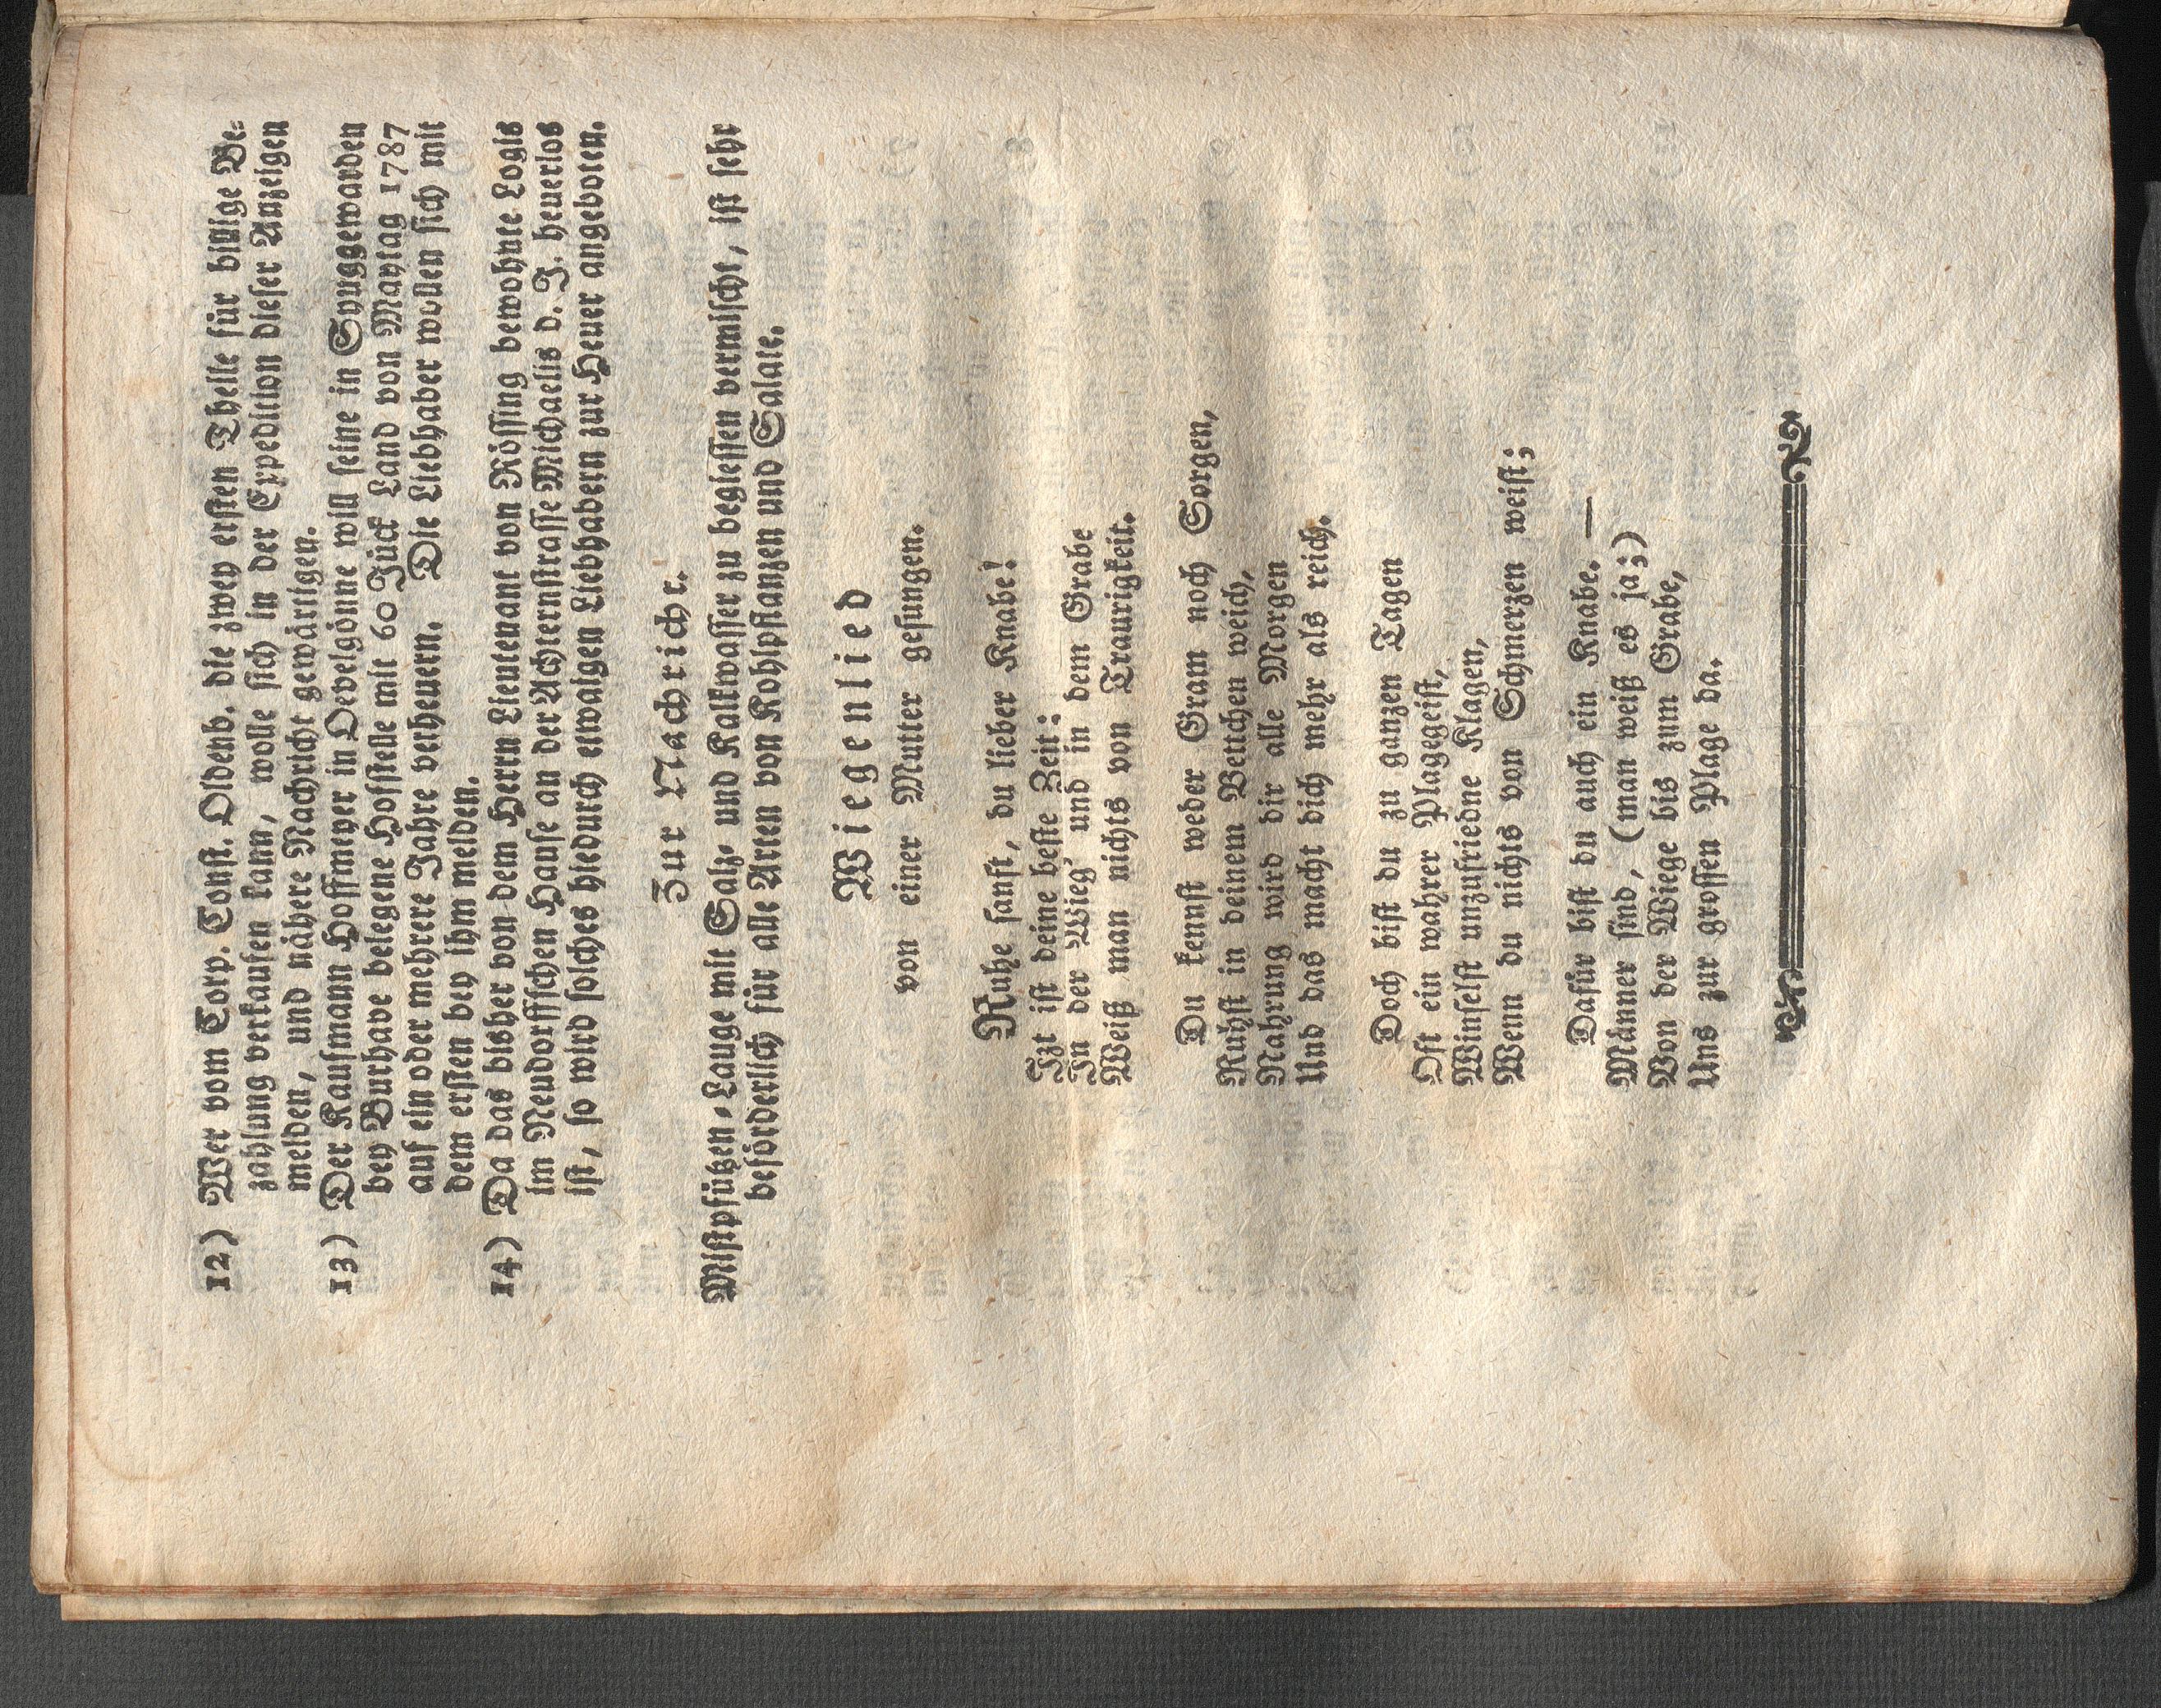 12) Wer vom Corp. Const. Oldenb. die zwey ersten Theile für billige Be-
zahlung verkaufen kann, wolle sich in der Expedition dieser Anzeigen
melden, und nähere Nachricht gewärtigen.
13) Der Kaufmann Hoffmeyer in Oevelgönne will seine in Snuggewarden
bey Burhave belegene Hofstelle mit 60 Jück Land von Maytag 1787
auf ein oder mehrere Jahre verheuern. Die Liebhaber wollen sich mit
dem ersten bey ihm melden.
14) Da das bisher von dem Herrn Lieutenant von Rössing bewohnte Logis
im Neudorffschen Hause an der Achternstrasse Michaelis d. J. heuerlos
ist, so wird solches hiedurch etwaigen Liebhabern zur Heuer angeboten.
Zur Nachricht.
Mistpfützen-Lauge mit Salz- und Kalkwasser zu begiessen vermischt, ist sehr
beförderlich für alle Arten von Kohlpflanzen und Salate.
Wiegenlied
von einer Mutter gesungen.
Ruhe sanft, du lieber Knabe!
Izt ist deine beste Zeit:
In der Wieg' und in dem Grabe
Weiß man nichts von Traurigkeit.
Du kennst weder Gram noch Sorgen,
Ruhst in deinem Bettchen weich,
Nahrung wird dir alle Morgen
Und das macht dich mehr als reich.
Doch bist du zu ganzen Tagen
Oft ein wahrer Plagegeist,
Winselst unzufriedne Klagen,
Wenn du nichts von Schmerzen weist;
Dafür bist du auch ein Knabe. —
Männer sind, (man weiß es ja;)
Von der Wiege bis zum Grabe,
Uns zur grossen Plage da.